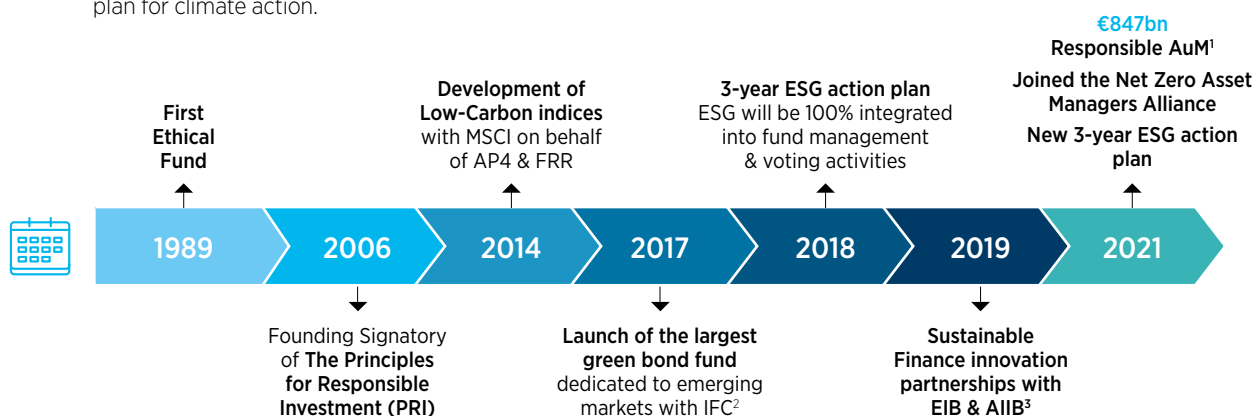 plan for climate action.
€847bn
Responsible AuM¹
Joined the Net Zero Asset
Managers Alliance
New 3-year ESG action
plan
First
Ethical
Fund
Development of
Low-Carbon indices
with MSCI on behalf
of AP4 & FRR
3-year ESG action plan
ESG will be 100% integrated
into fund management
& voting activities
1989
2006
2014
2017
2018
2019
2021
Founding Signatory
of The Principles
for Responsible
Investment (PRI)
Launch of the largest
green bond fund
dedicated to emerging
markets with IFC²
Sustainable
Finance innovation
partnerships with
EIB & AIIB³